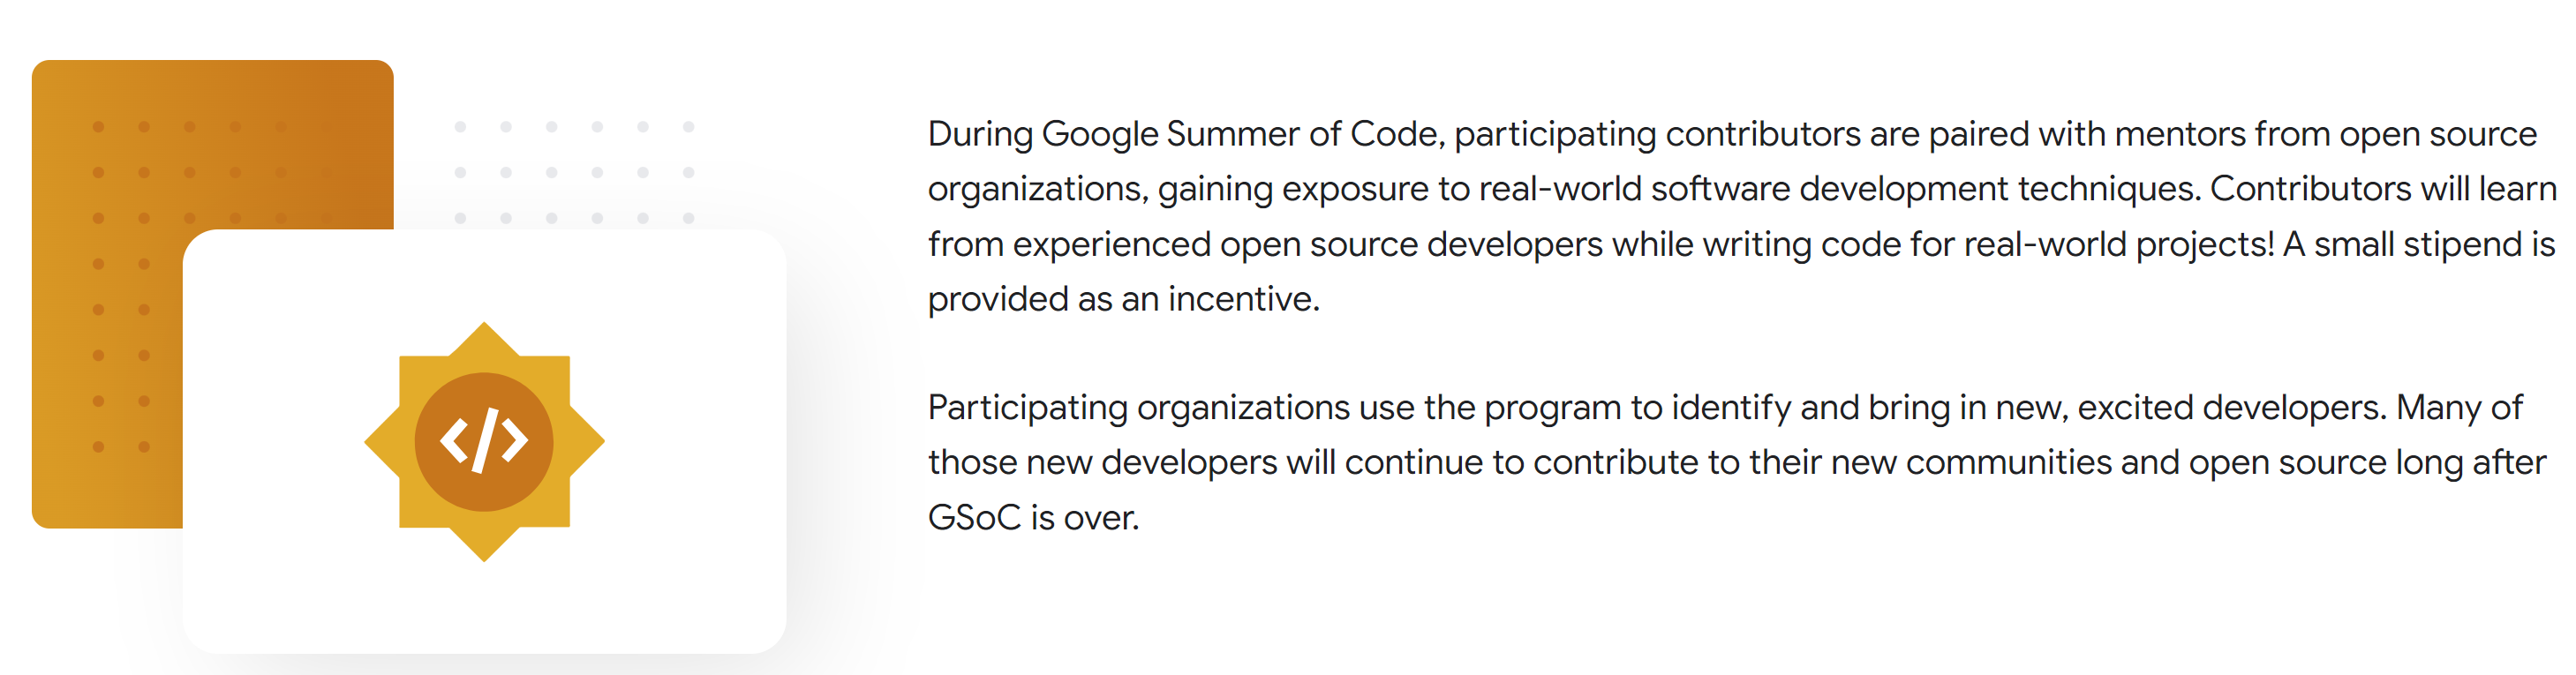 During Google Summer of Code, participating contributors are paired with mentors from open source
organizations, gaining exposure to real-world software development techniques. Contributors will learn
from experienced open source developers while writing code for real-world projects! A small stipend is
provided as an incentive.
Participating organizations use the program to identify and bring in new, excited developers. Many of
those new developers will continue to contribute to their new communities and open source long after
GSoC is over.